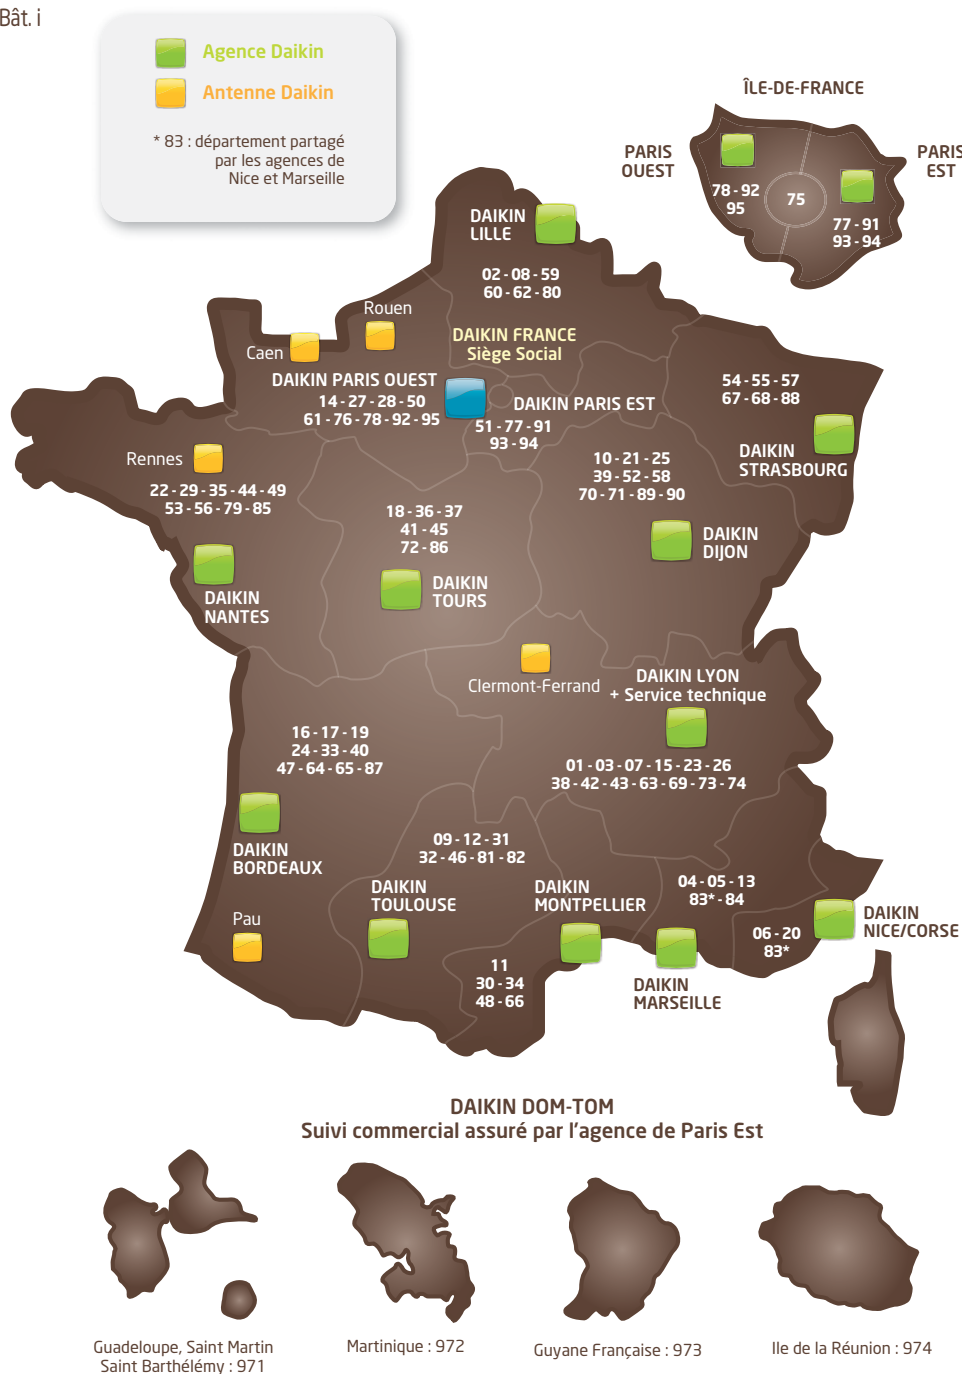 Bât. i
Agence Daikin
Antenne Daikin
* 83 : département partagé
par les agences de
Nice et Marseille
ÎLE-DE-FRANCE
PARIS
OUEST
PARIS
EST
78 - 92
95
75
77 - 91
93 - 94
DAIKIN
LILLE
02 - 08 - 59
60 - 62 - 80
Rouen
Caen
DAIKIN FRANCE
Siège Social
DAIKIN PARIS OUEST
14 - 27 - 28 - 50
61 - 76 - 78 - 92 - 95
DAIKIN PARIS EST
51 - 77 - 91
93 - 94
54 - 55 - 57
67 - 68 - 88
DAIKIN
STRASBOURG
Rennes
22 - 29 - 35 - 44 - 49
53 - 56 - 79 - 85
10 - 21 - 25
39 - 52 - 58
70 - 71 - 89 - 90
18 - 36 - 37
41 - 45
72 - 86
DAIKIN
DIJON
DAIKIN
NANTES
DAIKIN
TOURS
Clermont-Ferrand
DAIKIN LYON
+ Service technique
16 - 17 - 19
24 - 33 - 40
47 - 64 - 65 - 87
01 - 03 - 07 - 15 - 23 - 26
38 - 42 - 43 - 63 - 69 - 73 - 74
DAIKIN
BORDEAUX
09 - 12 - 31
32 - 46 - 81 - 82
DAIKIN
TOULOUSE
DAIKIN
MONTPELLIER
04 - 05 - 13
83* - 84
Pau
06 - 20
83*
DAIKIN
NICE/CORSE
11
30 - 34
48 - 66
DAIKIN
MARSEILLE
DAIKIN DOM-TOM
Suivi commercial assuré par l'agence de Paris Est
Guadeloupe, Saint Martin
Saint Barthélémy : 971
Martinique : 972
Guyane Française : 973
Ile de la Réunion : 974